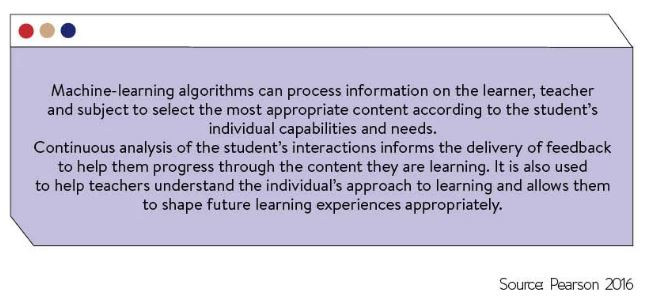 Machine-learning algorithms can process information on the learner, teacher
and subject to select the most appropriate content according to the student's
individual capabilities and needs.
Continuous analysis of the student's interactions informs the delivery of feedback
to help them progress through the content they are learning. It is also used
to help teachers understand the individual's approach to learning and allows them
to shape future learning experiences appropriately.
Source: Pearson 2016